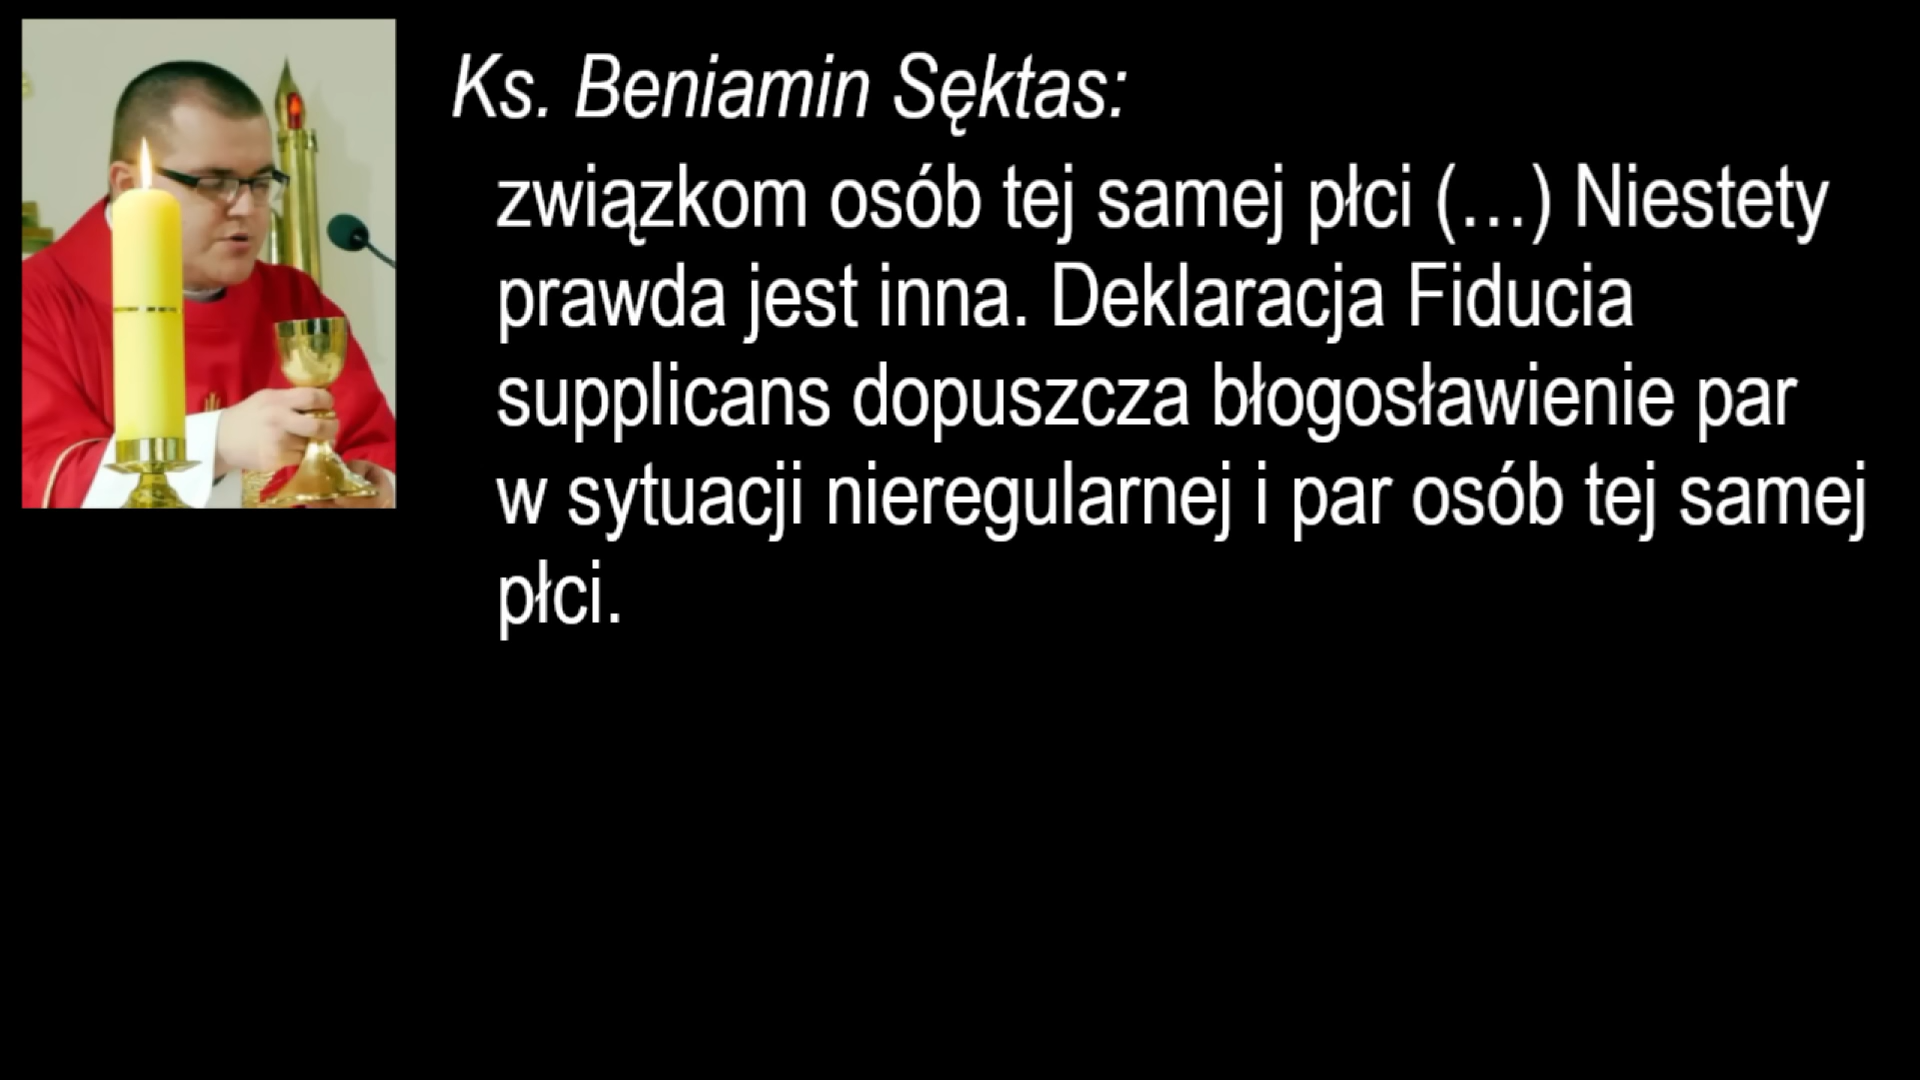 Ks. Beniamin Sęktas:
związkom osób tej samej płci (…) Niestety
prawda jest inna. Deklaracja Fiducia
supplicans dopuszcza błogosławienie par
w sytuacji nieregularnej i par osób tej samej
płci.